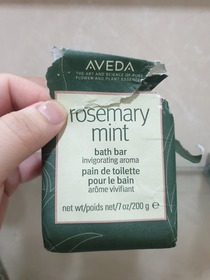 AVEDA
THE ART AND SCIENCE OF PURE
FLOWER AND PLANT ESSENCES
rosemary
mint
bath bar
invigorating aroma
pain de toilette
pour le bain
arôme vivifiant
net wt/poids net/7 oz/200 g e